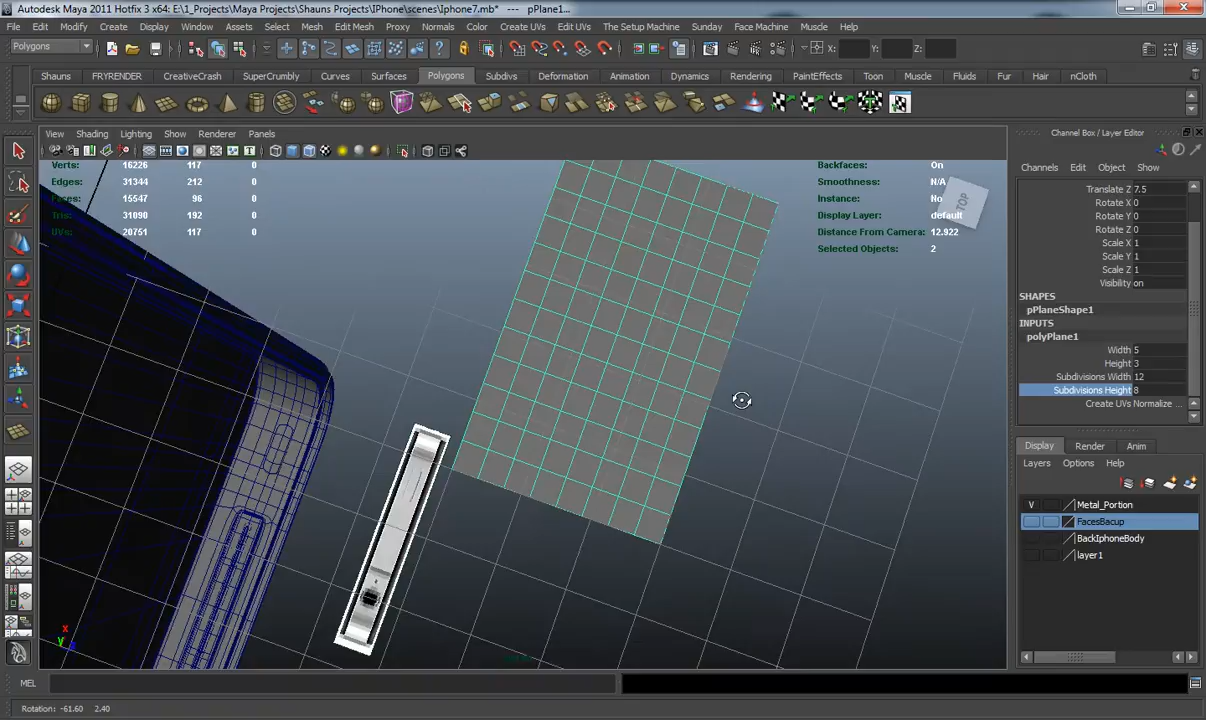 Autodesk Maya 2011 Hotfix 3 x64: E:\1_Projects\Maya Projects\Shauns Projects\IPhone\scenes\Iphone7.mb* --- pPlane1...
File Edit Modify Create Display Window Assets Select Mesh Edit Mesh Proxy Normals Color Create UVs Edit UVs The Setup Machine Sunday Face Machine Muscle Help
Polygons X: Y: Z:
Shauns FRYRENDER CreativeCrash SuperCrumbly Curves Surfaces Polygons Subdivs Deformation Animation Dynamics Rendering PaintEffects Toon Muscle Fluids Fur Hair nCloth
Channel Box / Layer Editor
View Shading Lighting Show Renderer Panels
Channels Edit Object Show
Verts: 16226 117 0
Edges: 31344 212 0
Faces: 15547 96 0
Tris: 31090 192 0
UVs: 20751 117 0
Backfaces: On
Smoothness: N/A
Instance: No
Display Layer: default
Distance From Camera: 12.922
Selected Objects: 2
TOP
Translate Z 7.5
Rotate X 0
Rotate Y 0
Rotate Z 0
Scale X 1
Scale Y 1
Scale Z 1
Visibility on
SHAPES
pPlaneShape1
INPUTS
polyPlane1
Width 5
Height 3
Subdivisions Width 12
Subdivisions Height 8
Create UVs Normalize ...
Display Render Anim
Layers Options Help
V Metal_Portion
FacesBacup
BackIphoneBody
layer1
x
y
z
MEL
Rotation: -61.60 2.40